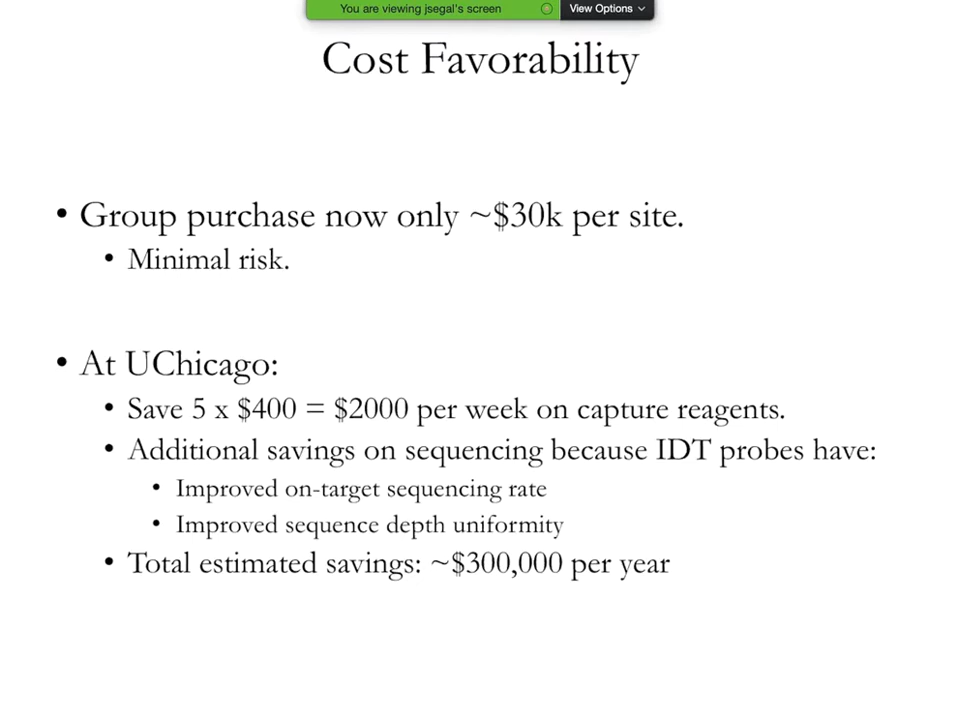 You are viewing jsegal's screen
View Options
Cost Favorability
• Group purchase now only ~$30k per site.
• Minimal risk.
• At UChicago:
• Save 5 x $400 = $2000 per week on capture reagents.
• Additional savings on sequencing because IDT probes have:
• Improved on-target sequencing rate
• Improved sequence depth uniformity
• Total estimated savings: ~$300,000 per year